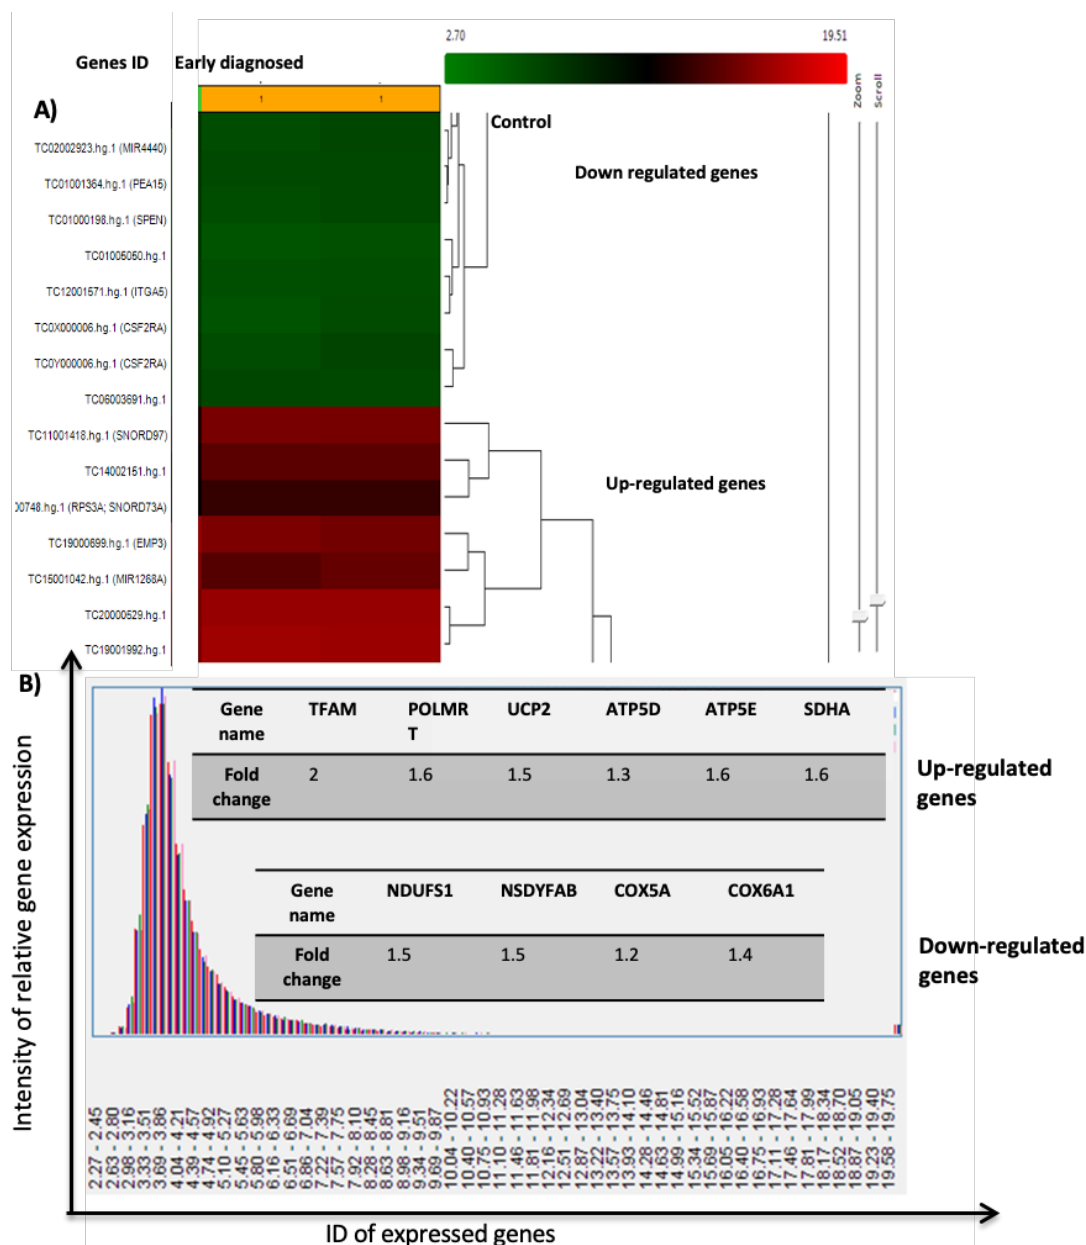 2.70 19.51
Genes ID Early diagnosed
Zoom
Scroll
A)
1 1
Control
Down regulated genes
TC02002923.hg.1 (MIR4440)
TC01001364.hg.1 (PEA15)
TC01000198.hg.1 (SPEN)
TC01005050.hg.1
TC12001571.hg.1 (ITGA5)
TC0X000006.hg.1 (CSF2RA)
TC0Y000006.hg.1 (CSF2RA)
TC06003691.hg.1
TC11001418.hg.1 (SNORD97)
TC14002151.hg.1
Up-regulated genes
00748.hg.1 (RPS3A; SNORD73A)
TC19000699.hg.1 (EMP3)
TC15001042.hg.1 (MIR1268A)
TC20000529.hg.1
TC19001992.hg.1
B)
Gene name TFAM POLMRT UCP2 ATP5D ATP5E SDHA
Fold change 2 1.6 1.5 1.3 1.6 1.6
Up-regulated
genes
Gene name NDUFS1 NSDYFAB COX5A COX6A1
Fold change 1.5 1.5 1.2 1.4
Down-regulated
genes
Intensity of relative gene expression
2.27 - 2.45
2.63 - 2.80
2.98 - 3.16
3.33 - 3.51
3.69 - 3.86
4.04 - 4.21
4.39 - 4.57
4.74 - 4.92
5.10 - 5.27
5.45 - 5.63
5.80 - 5.98
6.16 - 6.33
6.51 - 6.69
6.86 - 7.04
7.22 - 7.39
7.57 - 7.75
7.92 - 8.10
8.28 - 8.45
8.63 - 8.81
8.98 - 9.16
9.34 - 9.51
9.69 - 9.87
10.04 - 10.22
10.40 - 10.57
10.75 - 10.93
11.10 - 11.28
11.46 - 11.63
11.81 - 11.98
12.16 - 12.34
12.51 - 12.69
12.87 - 13.04
13.22 - 13.40
13.57 - 13.75
13.93 - 14.10
14.28 - 14.46
14.63 - 14.81
14.99 - 15.16
15.34 - 15.52
15.69 - 15.87
16.05 - 16.22
16.40 - 16.58
16.75 - 16.93
17.11 - 17.28
17.46 - 17.64
17.81 - 17.99
18.17 - 18.34
18.52 - 18.70
18.87 - 19.05
19.23 - 19.40
19.58 - 19.75
ID of expressed genes